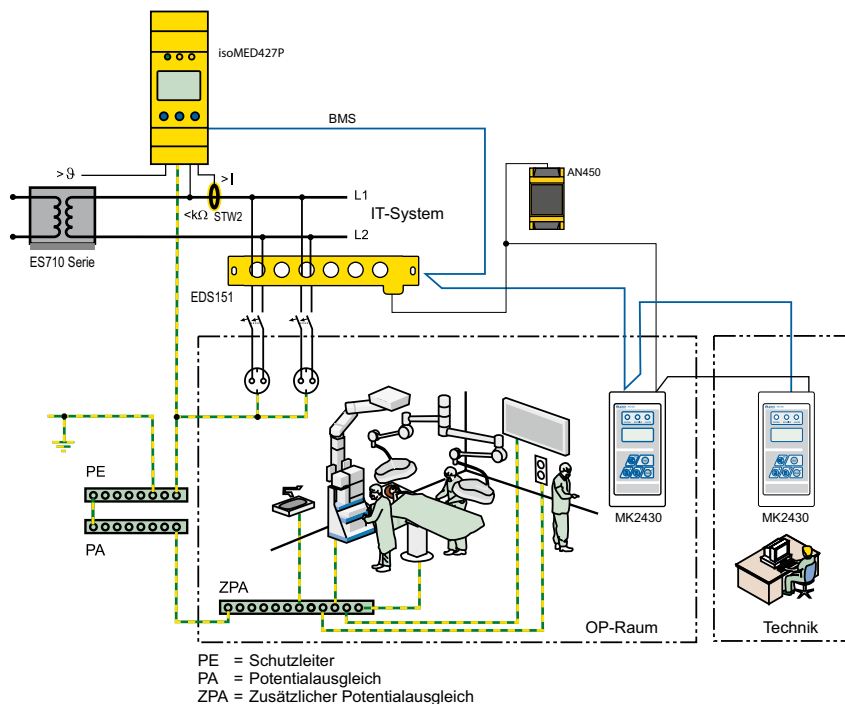 isoMED427P
BMS
>ϑ
>I
AN450
L1
<kΩ
STW2
IT-System
L2
ES710 Serie
EDS151
PE
PA
MK2430
MK2430
ZPA
OP-Raum
Technik
PE = Schutzleiter
PA = Potentialausgleich
ZPA = Zusätzlicher Potentialausgleich